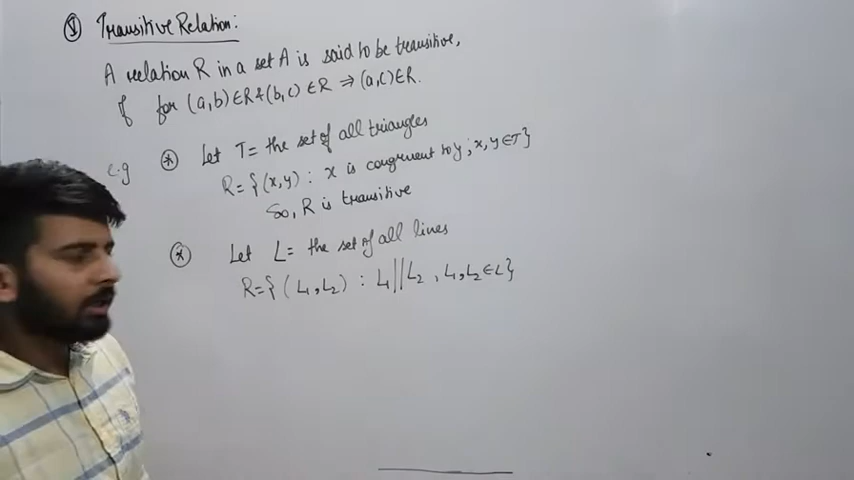 Ⓥ Transitive Relation:
A relation R in a set A is said to be transitive,
if for (a,b)∈R & (b,c)∈R ⇒ (a,c)∈R.
e.g ⊛ Let T = the set of all triangles
R = {(x,y) : x is congruent to y ; x,y∈T}
So, R is transitive
⊛ Let L = the set of all lines
R = {(L₁,L₂) : L₁||L₂ , L₁,L₂∈L}